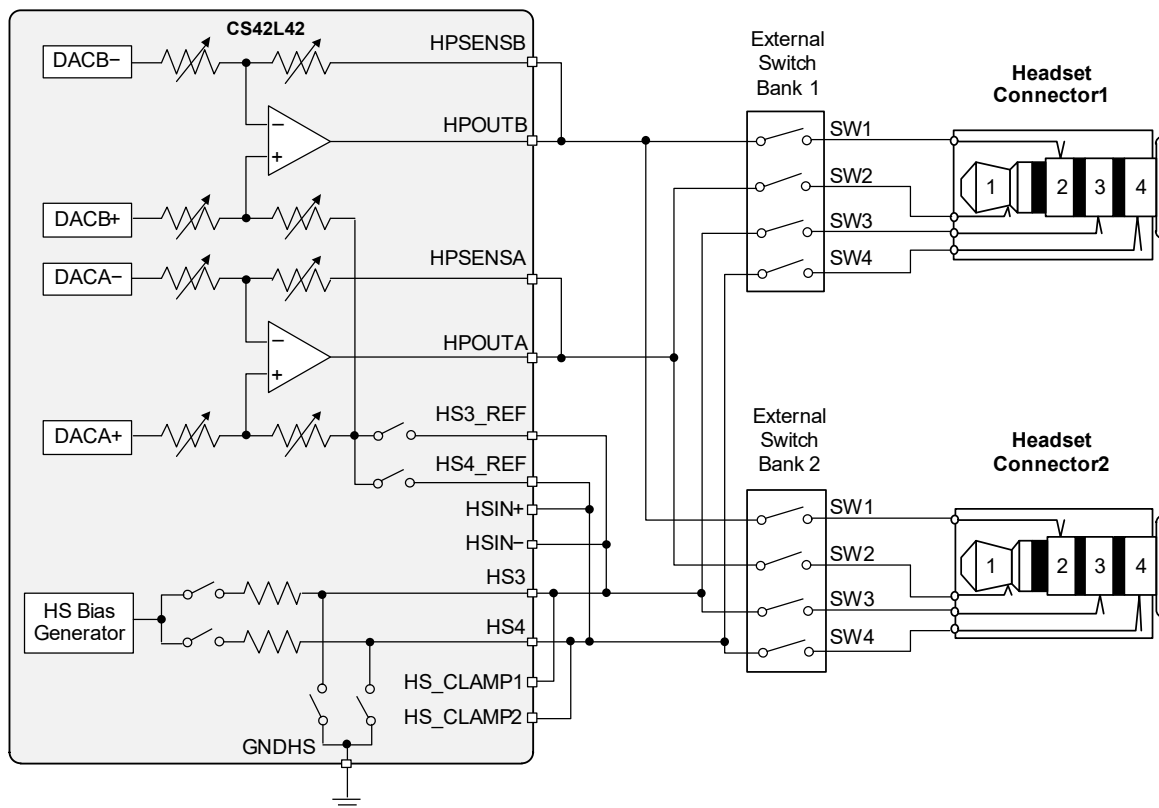 CS42L42
DACB−
HPSENSB
HPOUTB
−
+
DACB+
DACA−
HPSENSA
HPOUTA
−
+
DACA+
HS3_REF
HS4_REF
HSIN+
HSIN−
HS3
HS4
HS Bias
Generator
HS_CLAMP1
HS_CLAMP2
GNDHS
External
Switch
Bank 1
SW1
SW2
SW3
SW4
Headset
Connector1
1
2
3
4
External
Switch
Bank 2
SW1
SW2
SW3
SW4
Headset
Connector2
1
2
3
4